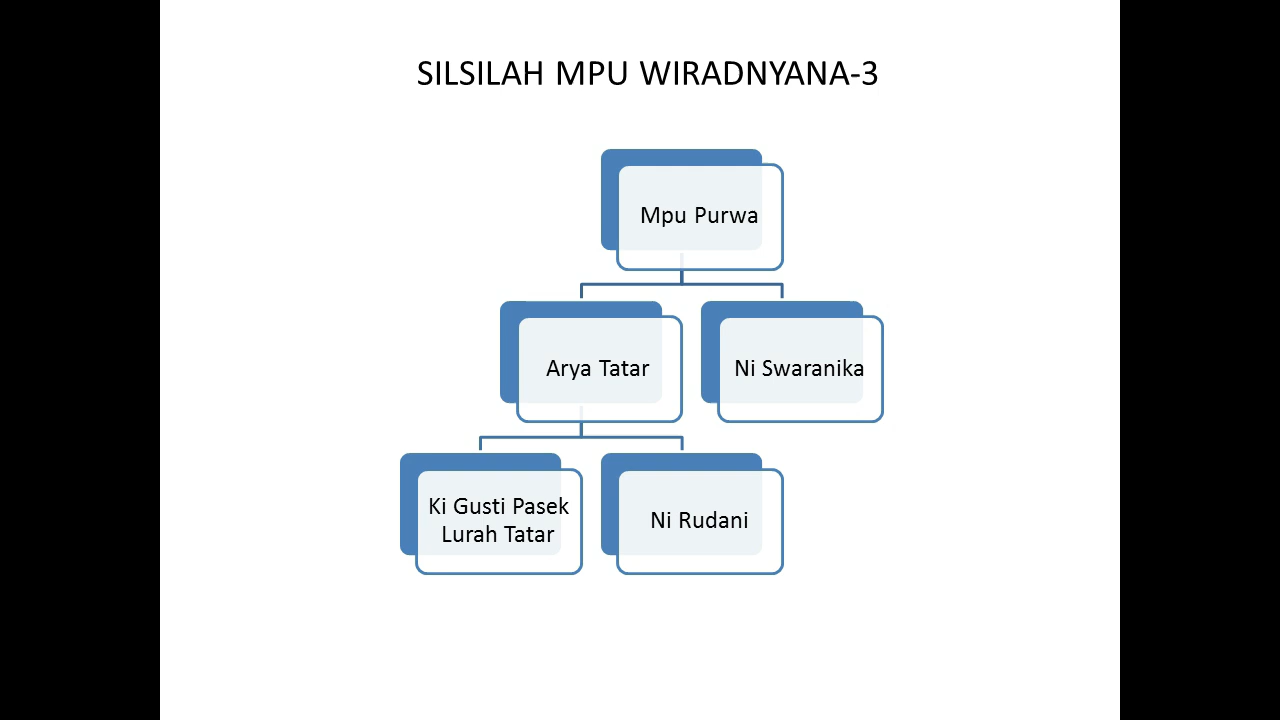 SILSILAH MPU WIRADNYANA-3
Mpu Purwa
Arya Tatar
Ni Swaranika
Ki Gusti Pasek
Lurah Tatar
Ni Rudani